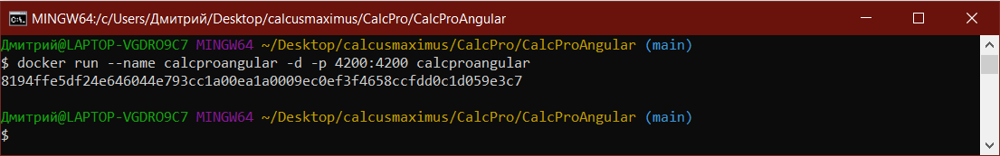 MINGW64:/c/Users/Дмитрий/Desktop/calcusmaximus/CalcPro/CalcProAngular
Дмитрий@LAPTOP-VGDRO9C7 MINGW64 ~/Desktop/calcusmaximus/CalcPro/CalcProAngular (main)
$ docker run --name calcproangular -d -p 4200:4200 calcproangular
8194ffe5df24e646044e793cc1a00ea1a0009ec0ef3f4658ccfdd0c1d059e3c7
Дмитрий@LAPTOP-VGDRO9C7 MINGW64 ~/Desktop/calcusmaximus/CalcPro/CalcProAngular (main)
$